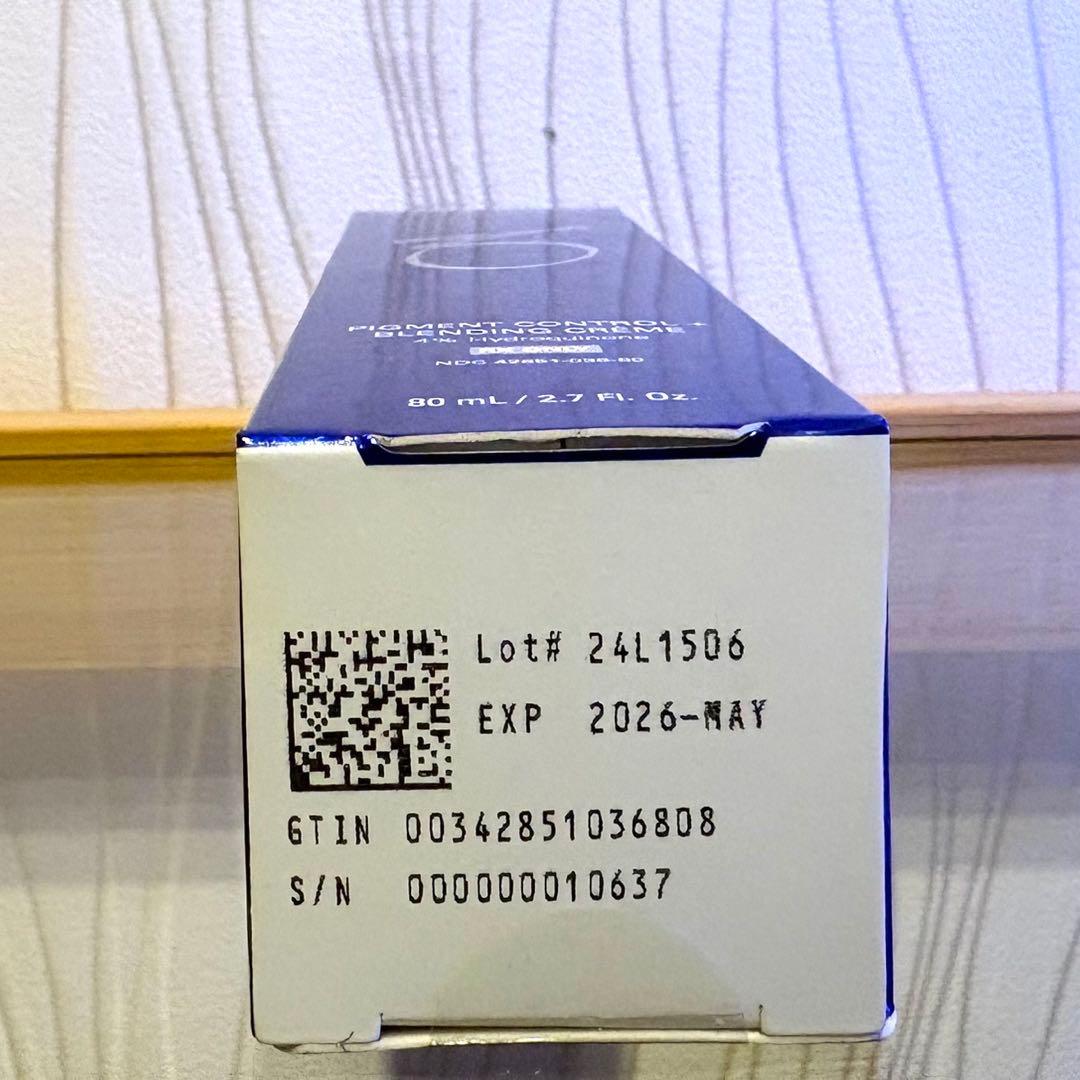 PIGMENT CONTROL +
BLENDING CRÈME
4% Hydroquinone
80 mL / 2.7 Fl. Oz.
Lot# 24L1506
EXP 2026-MAY
GTIN 00342851036808
S/N 000000010637